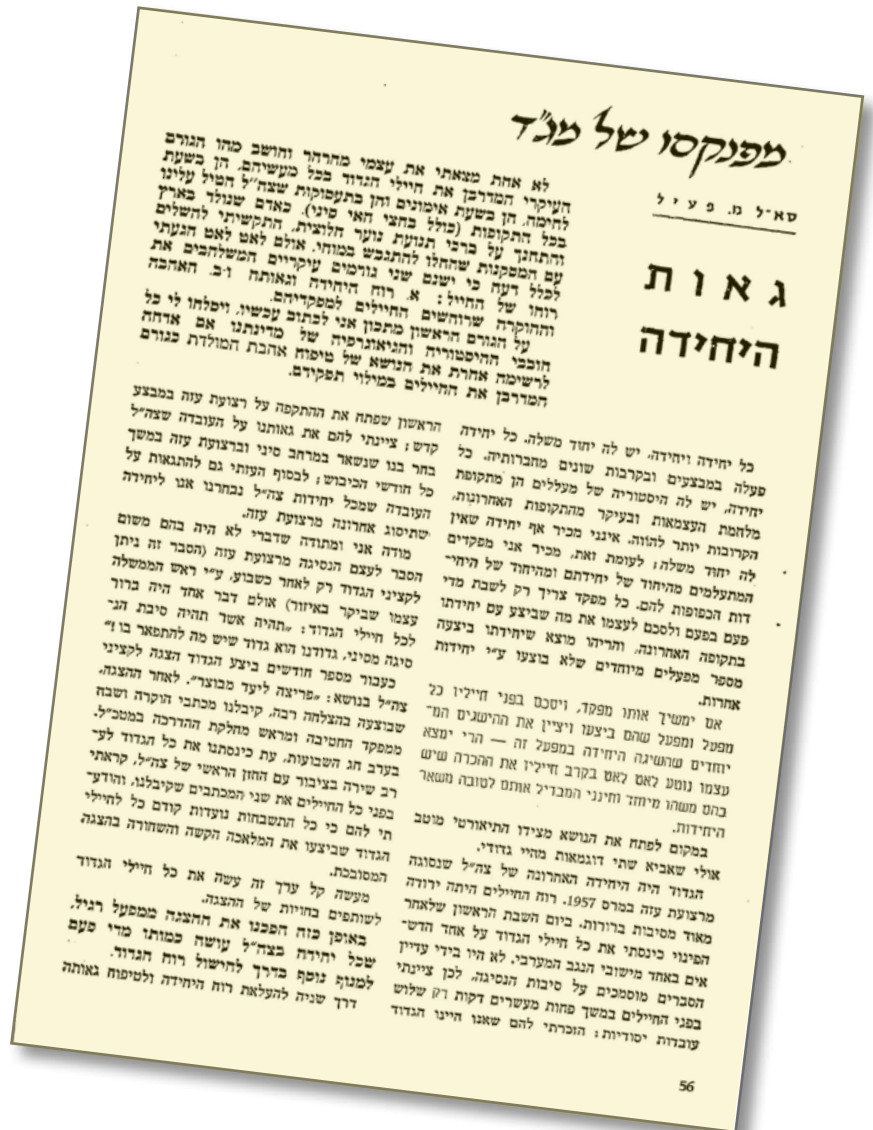 מפנקסו של מג"ד
סא־ל מ. פעיל
גאות
היחידה
לא אחת מצאתי את עצמי מהרהר וחושב מהו הגורם
העיקרי המדרבן את חיילי הגדוד בכל מעשיהם, הן בשעת
לחימה, הן בשעת אימונים והן בתעסוקות שצה"ל הטיל עלינו
בכל התקופות (כולל בחצי האי סיני). כאדם שנולד בארץ
והתחנך על ברכי תנועת נוער חלוצית, התקשיתי להשלים
עם המסקנות שהחלו להתגבש במוחי. אולם לאט לאט הגעתי
לכלל דעה כי ישנם שני גורמים עיקריים המשלהבים את
רוחו של החייל: א. רוח היחידה וגאותה ו־ב. האהבה
וההוקרה שרוחשים החיילים למפקדיהם.
על הגורם הראשון מתכון אני לכתוב עכשיו, ויסלחו לי כל
חובבי ההיסטוריה והגיאוגרפיה של מדינתנו אם אדחה
לרשימה אחרת את הנושא של טיפוח אהבת המולדת כגורם
המדרבן את החיילים במילוי תפקידם.
כל יחידה ויחידה, יש לה יחוד משלה. כל יחידה
פעלה במבצעים ובקרבות שונים מחברותיה. כל
יחידה, יש לה היסטוריה של מעללים הן מתקופת
מלחמת העצמאות ובעיקר מהתקופות האחרונות,
הקרובות יותר להווה. אינני מכיר אף יחידה שאין
לה יחוד משלה; לעומת זאת, מכיר אני מפקדים
המתעלמים מהיחוד של יחידתם ומהיחוד של היחי־
דות הכפופות להם. כל מפקד צריך רק לשבת מדי
פעם בפעם ולסכם לעצמו את מה שביצע עם יחידתו
בתקופה האחרונה, והריהו מוצא שיחידתו ביצעה
מספר מפעלים מיוחדים שלא בוצעו ע"י יחידות
אחרות.
אם ימשיך אותו מפקד, ויסכם בפני חייליו כל
מפעל ומפעל שהם ביצעו ויציין את ההישגים המ־
יוחדים שהשיגה היחידה במפעל זה — הרי ימצא
עצמו נוטע לאט לאט בקרב חייליו את ההכרה שיש
בהם משהו מיוחד וחינני המבדיל אותם לטובה משאר
היחידות.
במקום לפתח את הנושא מצידו התיאורטי מוטב
אולי שאביא שתי דוגמאות מהיי גדודי.
הגדוד היה היחידה האחרונה של צה"ל שנסוגה
מרצועת עזה במרס 1957. רוח החיילים היתה ירודה
מאוד מסיבות ברורות. ביום השבת הראשון שלאחר
הפינוי כינסתי את כל חיילי הגדוד על אחד הדש־
אים באחד מישובי הנגב המערבי. לא היו בידי עדיין
הסברים מוסמכים על סיבות הנסיגה, לכן ציינתי
בפני החיילים במשך פחות מעשרים דקות רק שלוש
עובדות יסודיות: הזכרתי להם שאנו היינו הגדוד
הראשון שפתח את ההתקפה על רצועת עזה במבצע
קדש; ציינתי להם את גאותנו על העובדה שצה"ל
בחר בנו שנשאר במרחב סיני וברצועת עזה במשך
כל חודשי הכיבוש; לבסוף העזתי גם להתגאות על
העובדה שמכל יחידות צה"ל נבחרנו אנו ליחידה
שתיסוג אחרונה מרצועת עזה.
מודה אני ומתודה שדברי לא היה בהם משום
הסבר לעצם הנסיגה מרצועת עזה (הסבר זה ניתן
לקציני הגדוד רק לאחר כשבוע, ע"י ראש הממשלה
עצמו שביקר באיזור) אולם דבר אחד היה ברור
לכל חיילי הגדוד: "תהיה אשר תהיה סיבת הנ־
סיגה מסיני, גדודנו הוא גדוד שיש מה להתפאר בו!"
כעבור מספר חודשים ביצע הגדוד הצגה לקציני
צה"ל בנושא: "פריצה ליעד מבוצר". לאחר ההצגה,
שבוצעה בהצלחה רבה, קיבלנו מכתבי הוקרה ושבח
ממפקד החטיבה ומראש מחלקת ההדרכה במטכ"ל.
בערב חג השבועות, עת כינסתנו את כל הגדוד לע־
רב שירה בציבור עם החזן הראשי של צה"ל, קראתי
בפני כל החיילים את שני המכתבים שקיבלנו, והודע־
תי להם כי כל התשבחות נועדות קודם כל לחיילי
הגדוד שביצעו את המלאכה הקשה והשחורה בהצגה
המסובכת.
מעשה קל ערך זה עשה את כל חיילי הגדוד
לשותפים בחויות של ההצגה.
באופן כזה הפכנו את ההצגה ממפעל רגיל,
שכל יחידה בצה"ל עושה כמותו מדי פעם
למנוף נוסף בדרך לחישול רוח הגדוד.
דרך שניה להעלאת רוח היחידה ולטיפוח גאותה
56